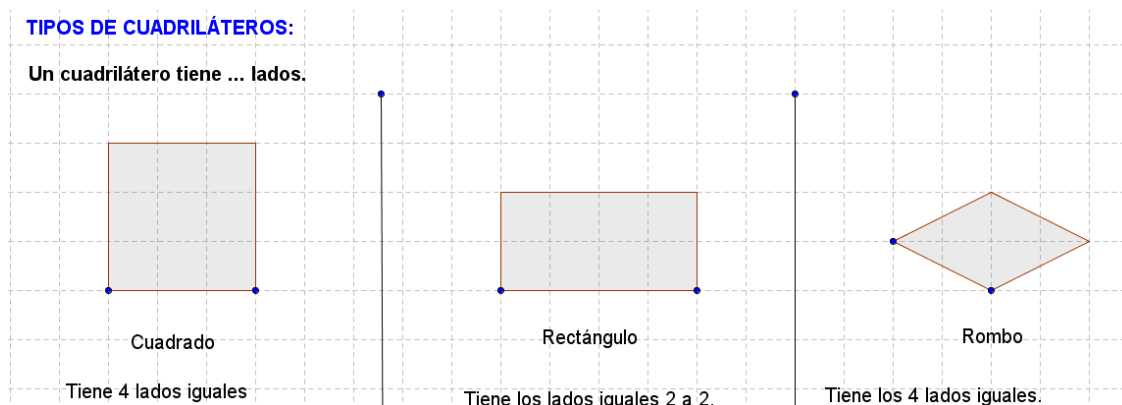 TIPOS DE CUADRILÁTEROS:
Un cuadrilátero tiene ... lados.
Cuadrado
Tiene 4 lados iguales
Rectángulo
Tiene los lados iguales 2 a 2.
Rombo
Tiene los 4 lados iguales.